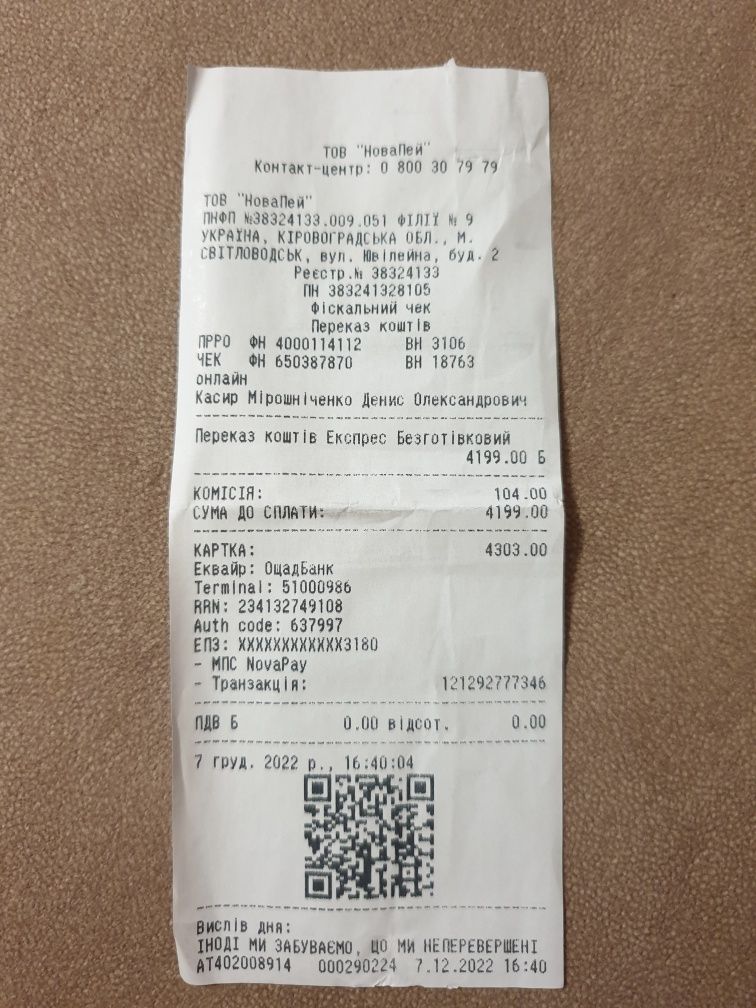 ТОВ "НоваПей"
Контакт-центр: 0 800 30 79 79
ТОВ "НоваПей"
ПНФП №38324133.009.051 ФІЛІЇ № 9
УКРАЇНА, КІРОВОГРАДСЬКА ОБЛ., М.
СВІТЛОВОДСЬК, вул. Ювілейна, буд. 2
Реєстр.№ 38324133
ПН 383241328105
Фіскальний чек
Переказ коштів
ПРРО ФН 4000114112 ВН 3106
ЧЕК ФН 650387870 ВН 18763
онлайн
Касир Мірошніченко Денис Олександрович
Переказ коштів Експрес Безготівковий
4199.00 Б
КОМІСІЯ: 104.00
СУМА ДО СПЛАТИ: 4199.00
КАРТКА: 4303.00
Еквайр: ОщадБанк
Terminal: 51000986
RRN: 234132749108
Auth code: 637997
ЕПЗ: XXXXXXXXXXXX3180
- МПС NovaPay
- Транзакція: 121292777346
ПДВ Б 0.00 відсот. 0.00
7 груд. 2022 р., 16:40:04
Вислів дня:
ІНОДІ МИ ЗАБУВАЄМО, ЩО МИ НЕПЕРЕВЕРШЕНІ
АТ402008914 000290224 7.12.2022 16:40